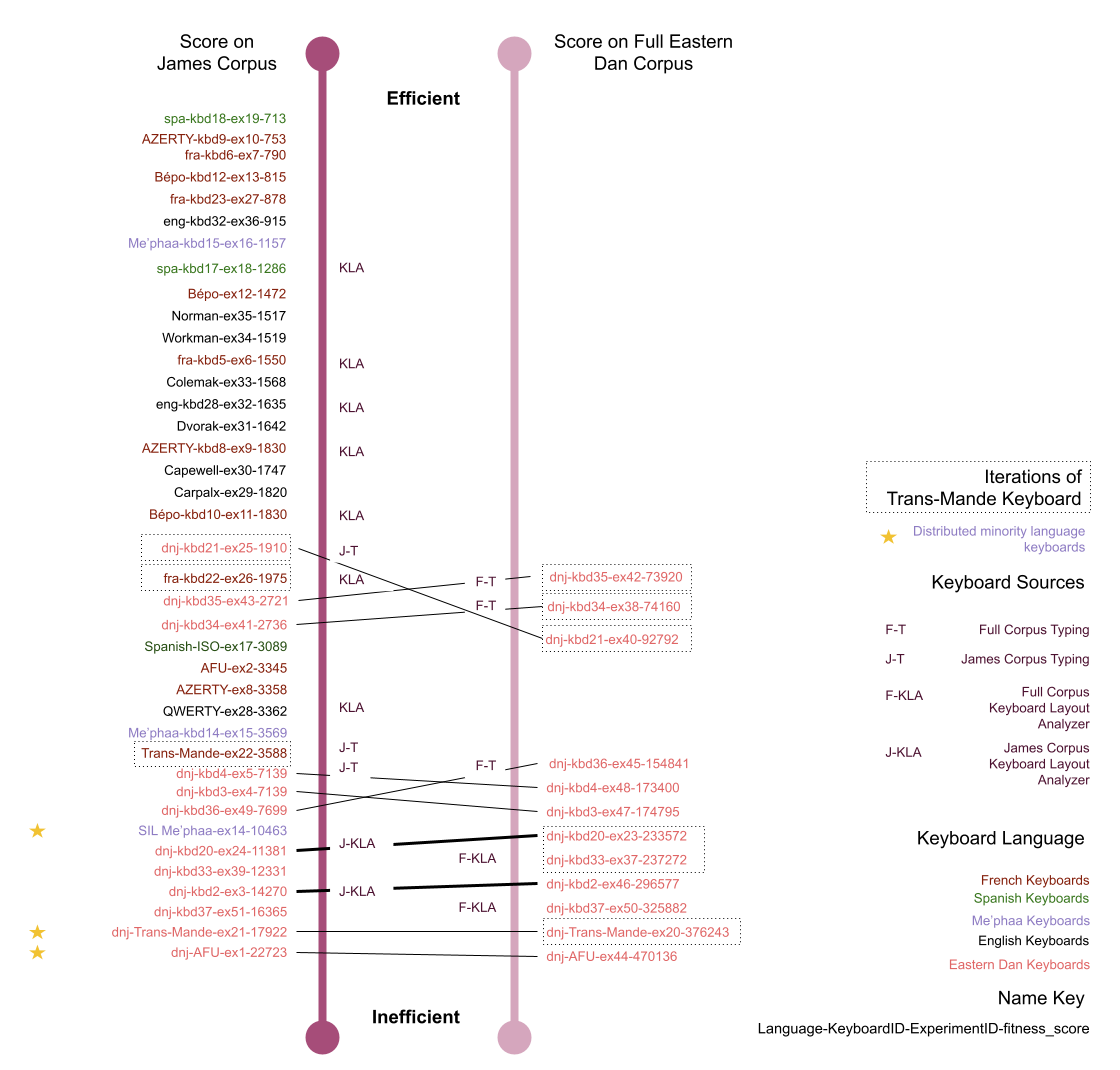 Score on
James Corpus
Score on Full Eastern
Dan Corpus
Efficient
spa-kbd18-ex19-713
AZERTY-kbd9-ex10-753
fra-kbd6-ex7-790
Bépo-kbd12-ex13-815
fra-kbd23-ex27-878
eng-kbd32-ex36-915
Me'phaa-kbd15-ex16-1157
spa-kbd17-ex18-1286
Bépo-ex12-1472
Norman-ex35-1517
Workman-ex34-1519
fra-kbd5-ex6-1550
Colemak-ex33-1568
eng-kbd28-ex32-1635
Dvorak-ex31-1642
AZERTY-kbd8-ex9-1830
Capewell-ex30-1747
Carpalx-ex29-1820
Bépo-kbd10-ex11-1830
dnj-kbd21-ex25-1910
fra-kbd22-ex26-1975
dnj-kbd35-ex43-2721
dnj-kbd34-ex41-2736
Spanish-ISO-ex17-3089
AFU-ex2-3345
AZERTY-ex8-3358
QWERTY-ex28-3362
Me'phaa-kbd14-ex15-3569
Trans-Mande-ex22-3588
dnj-kbd4-ex5-7139
dnj-kbd3-ex4-7139
dnj-kbd36-ex49-7699
SIL Me'phaa-ex14-10463
dnj-kbd20-ex24-11381
dnj-kbd33-ex39-12331
dnj-kbd2-ex3-14270
dnj-kbd37-ex51-16365
dnj-Trans-Mande-ex21-17922
dnj-AFU-ex1-22723
KLA
KLA
KLA
KLA
KLA
J-T
KLA
KLA
J-T
J-T
J-KLA
J-KLA
F-T
F-T
F-T
F-KLA
F-KLA
dnj-kbd35-ex42-73920
dnj-kbd34-ex38-74160
dnj-kbd21-ex40-92792
dnj-kbd36-ex45-154841
dnj-kbd4-ex48-173400
dnj-kbd3-ex47-174795
dnj-kbd20-ex23-233572
dnj-kbd33-ex37-237272
dnj-kbd2-ex46-296577
dnj-kbd37-ex50-325882
dnj-Trans-Mande-ex20-376243
dnj-AFU-ex44-470136
Inefficient
Iterations of
Trans-Mande Keyboard
Distributed minority language
keyboards
Keyboard Sources
F-T Full Corpus Typing
J-T James Corpus Typing
F-KLA Full Corpus
Keyboard Layout
Analyzer
J-KLA James Corpus
Keyboard Layout
Analyzer
Keyboard Language
French Keyboards
Spanish Keyboards
Me'phaa Keyboards
English Keyboards
Eastern Dan Keyboards
Name Key
Language-KeyboardID-ExperimentID-fitness_score